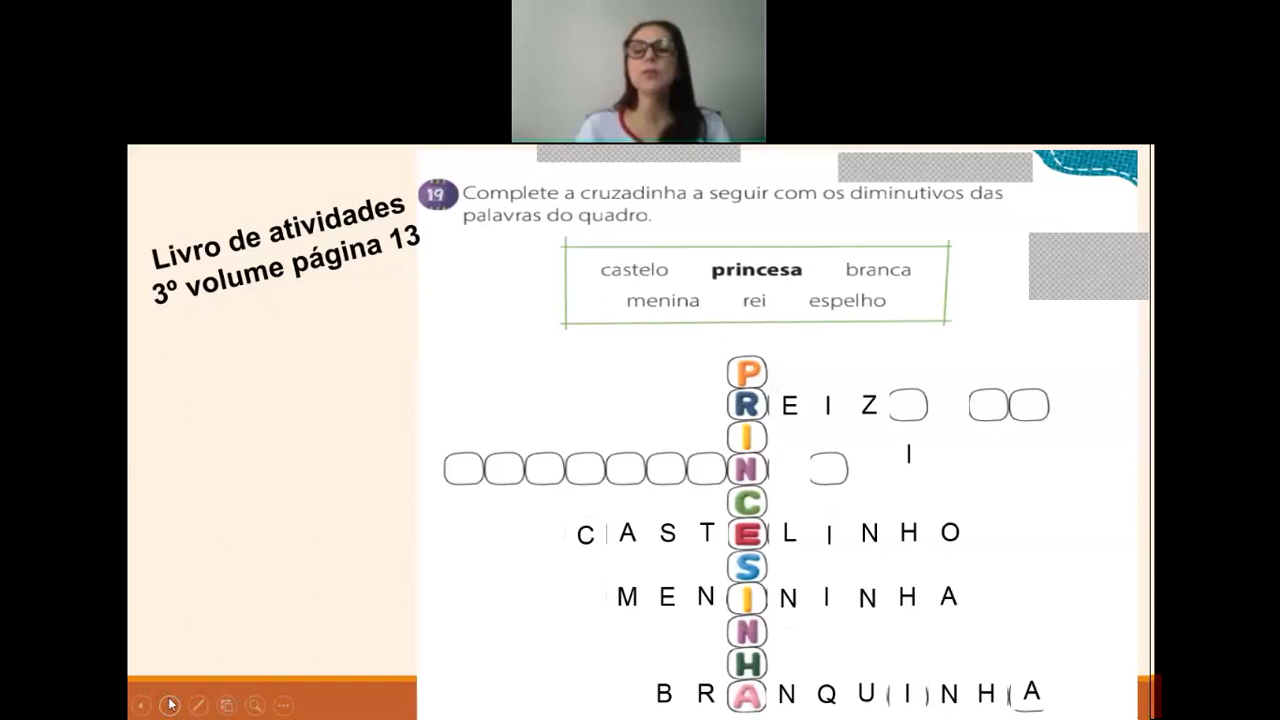 Livro de atividades
3º volume página 13
19 Complete a cruzadinha a seguir com os diminutivos das
palavras do quadro.
castelo princesa branca
menina rei espelho
P
R E I Z
I
I
N
C
C A S T E L I N H O
S
M E N I N I N H A
N
H
B R A N Q U I N H A